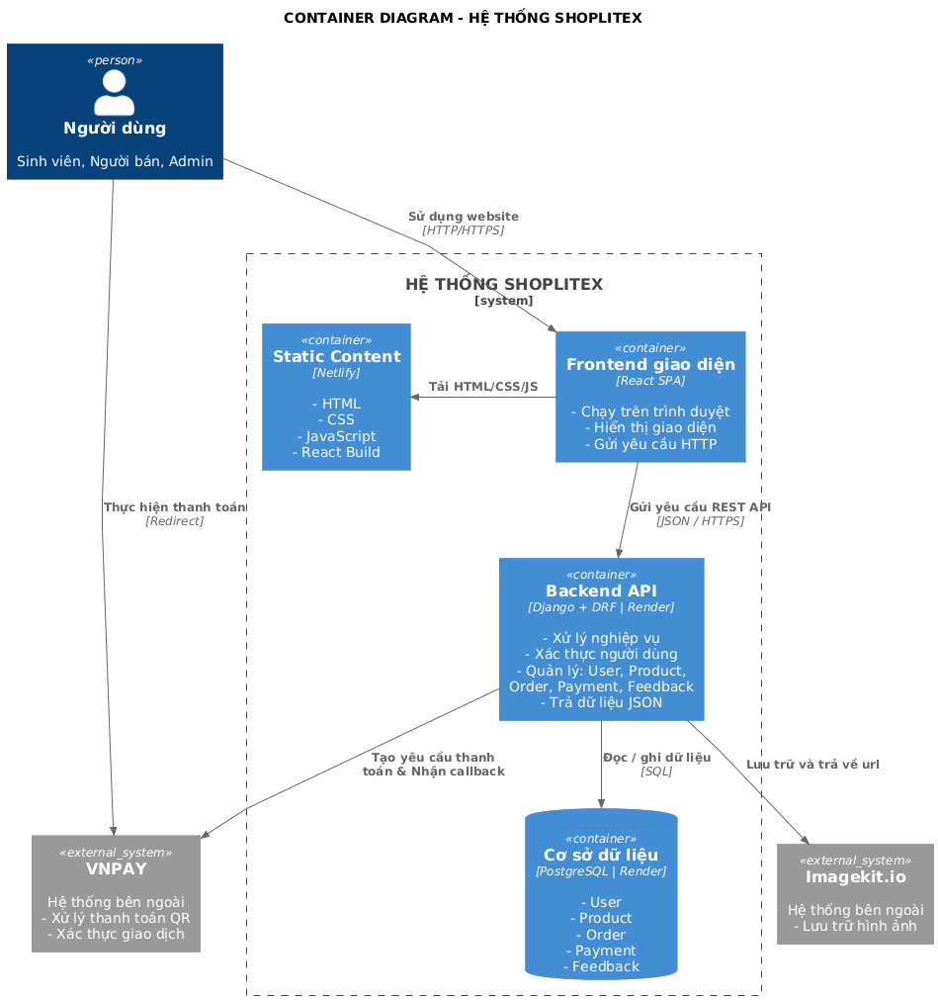 CONTAINER DIAGRAM - HỆ THỐNG SHOPLITEX
«person»
Người dùng
Sinh viên, Người bán, Admin
Sử dụng website
[HTTP/HTTPS]
HỆ THỐNG SHOPLITEX
[system]
«container»
Static Content
[Netlify]
- HTML
- CSS
- JavaScript
- React Build
Tải HTML/CSS/JS
«container»
Frontend giao diện
[React SPA]
- Chạy trên trình duyệt
- Hiển thị giao diện
- Gửi yêu cầu HTTP
Thực hiện thanh toán
[Redirect]
Gửi yêu cầu REST API
[JSON / HTTPS]
«container»
Backend API
[Django + DRF | Render]
- Xử lý nghiệp vụ
- Xác thực người dùng
- Quản lý: User, Product,
Order, Payment, Feedback
- Trả dữ liệu JSON
Tạo yêu cầu thanh
toán & Nhận callback
Đọc / ghi dữ liệu
[SQL]
Lưu trữ và trả về url
«external_system»
VNPAY
Hệ thống bên ngoài
- Xử lý thanh toán QR
- Xác thực giao dịch
«container»
Cơ sở dữ liệu
[PostgreSQL | Render]
- User
- Product
- Order
- Payment
- Feedback
«external_system»
Imagekit.io
Hệ thống bên ngoài
- Lưu trữ hình ảnh